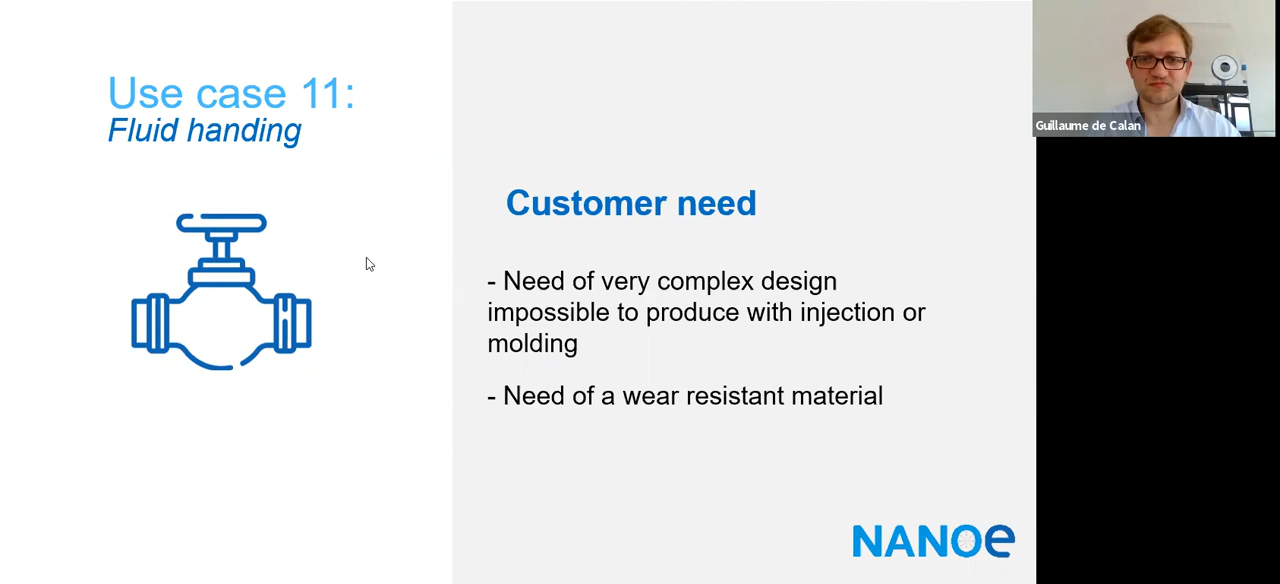 Use case 11:
Fluid handing
Customer need
- Need of very complex design
impossible to produce with injection or
molding
- Need of a wear resistant material
NANOe
Guillaume de Calan